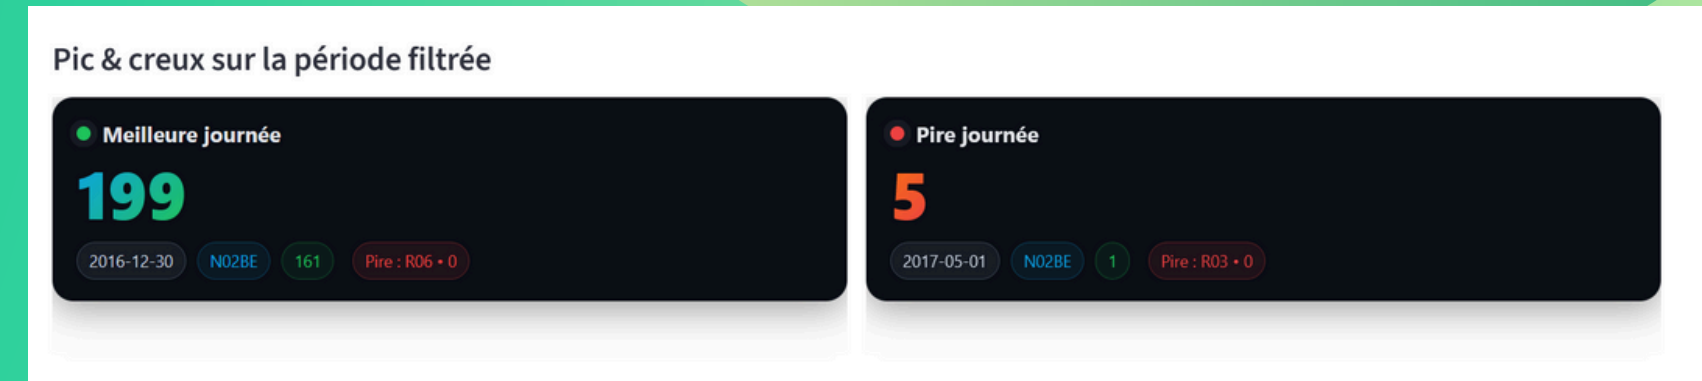 Pic & creux sur la période filtrée
Meilleure journée
199
2016-12-30 N02BE 161 Pire : R06 • 0
Pire journée
5
2017-05-01 N02BE 1 Pire : R03 • 0